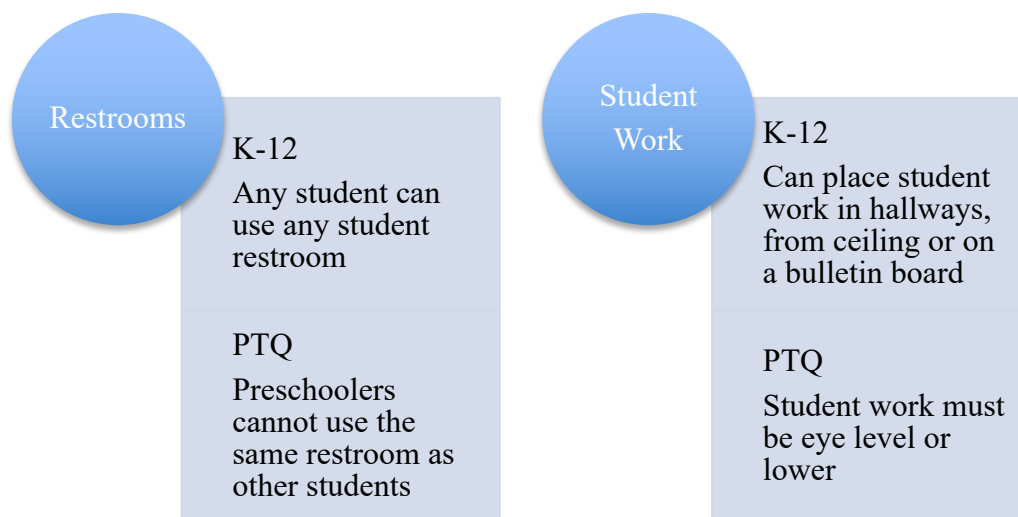 Restrooms
K-12
Any student can
use any student
restroom
PTQ
Preschoolers
cannot use the
same restroom as
other students
Student
Work
K-12
Can place student
work in hallways,
from ceiling or on
a bulletin board
PTQ
Student work must
be eye level or
lower